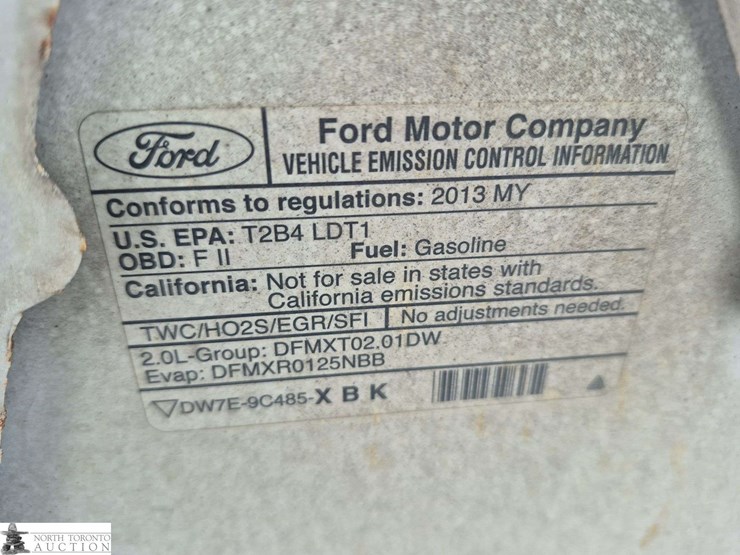 Ford
Ford Motor Company
VEHICLE EMISSION CONTROL INFORMATION
Conforms to regulations: 2013 MY
U.S. EPA: T2B4 LDT1
OBD: F II Fuel: Gasoline
California: Not for sale in states with
California emissions standards.
TWC/HO2S/EGR/SFI No adjustments needed.
2.0L-Group: DFMXT02.01DW
Evap: DFMXR0125NBB
DW7E-9C485-X B K
NORTH TORONTO
AUCTION